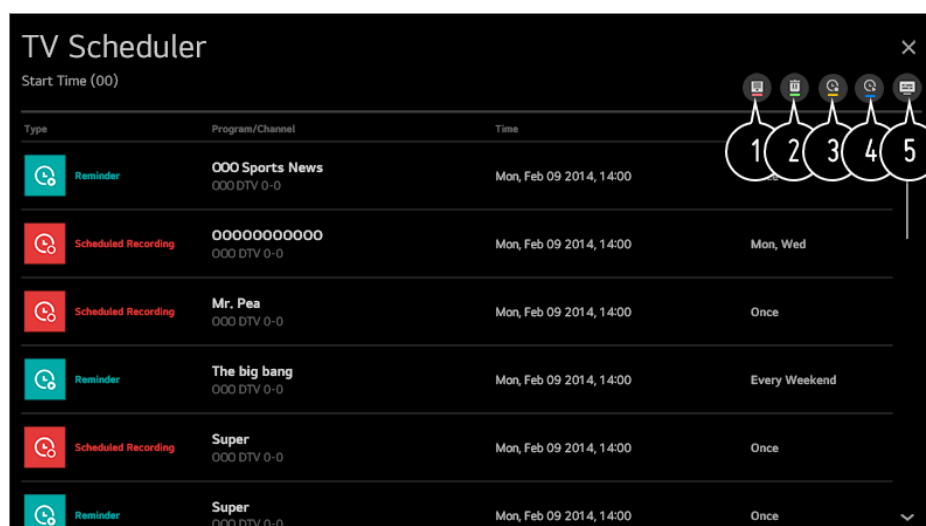 TV Scheduler
Start Time (00)
1 2 3 4 5
Type Program/Channel Time
Reminder OOO Sports News Mon, Feb 09 2014, 14:00
OOO DTV 0-0
Scheduled Recording OOOOOOOOOOO Mon, Feb 09 2014, 14:00 Mon, Wed
OOO DTV 0-0
Scheduled Recording Mr. Pea Mon, Feb 09 2014, 14:00 Once
OOO DTV 0-0
Reminder The big bang Mon, Feb 09 2014, 14:00 Every Weekend
OOO DTV 0-0
Scheduled Recording Super Mon, Feb 09 2014, 14:00 Once
OOO DTV 0-0
Reminder Super Mon, Feb 09 2014, 14:00 Once
OOO DTV 0-0